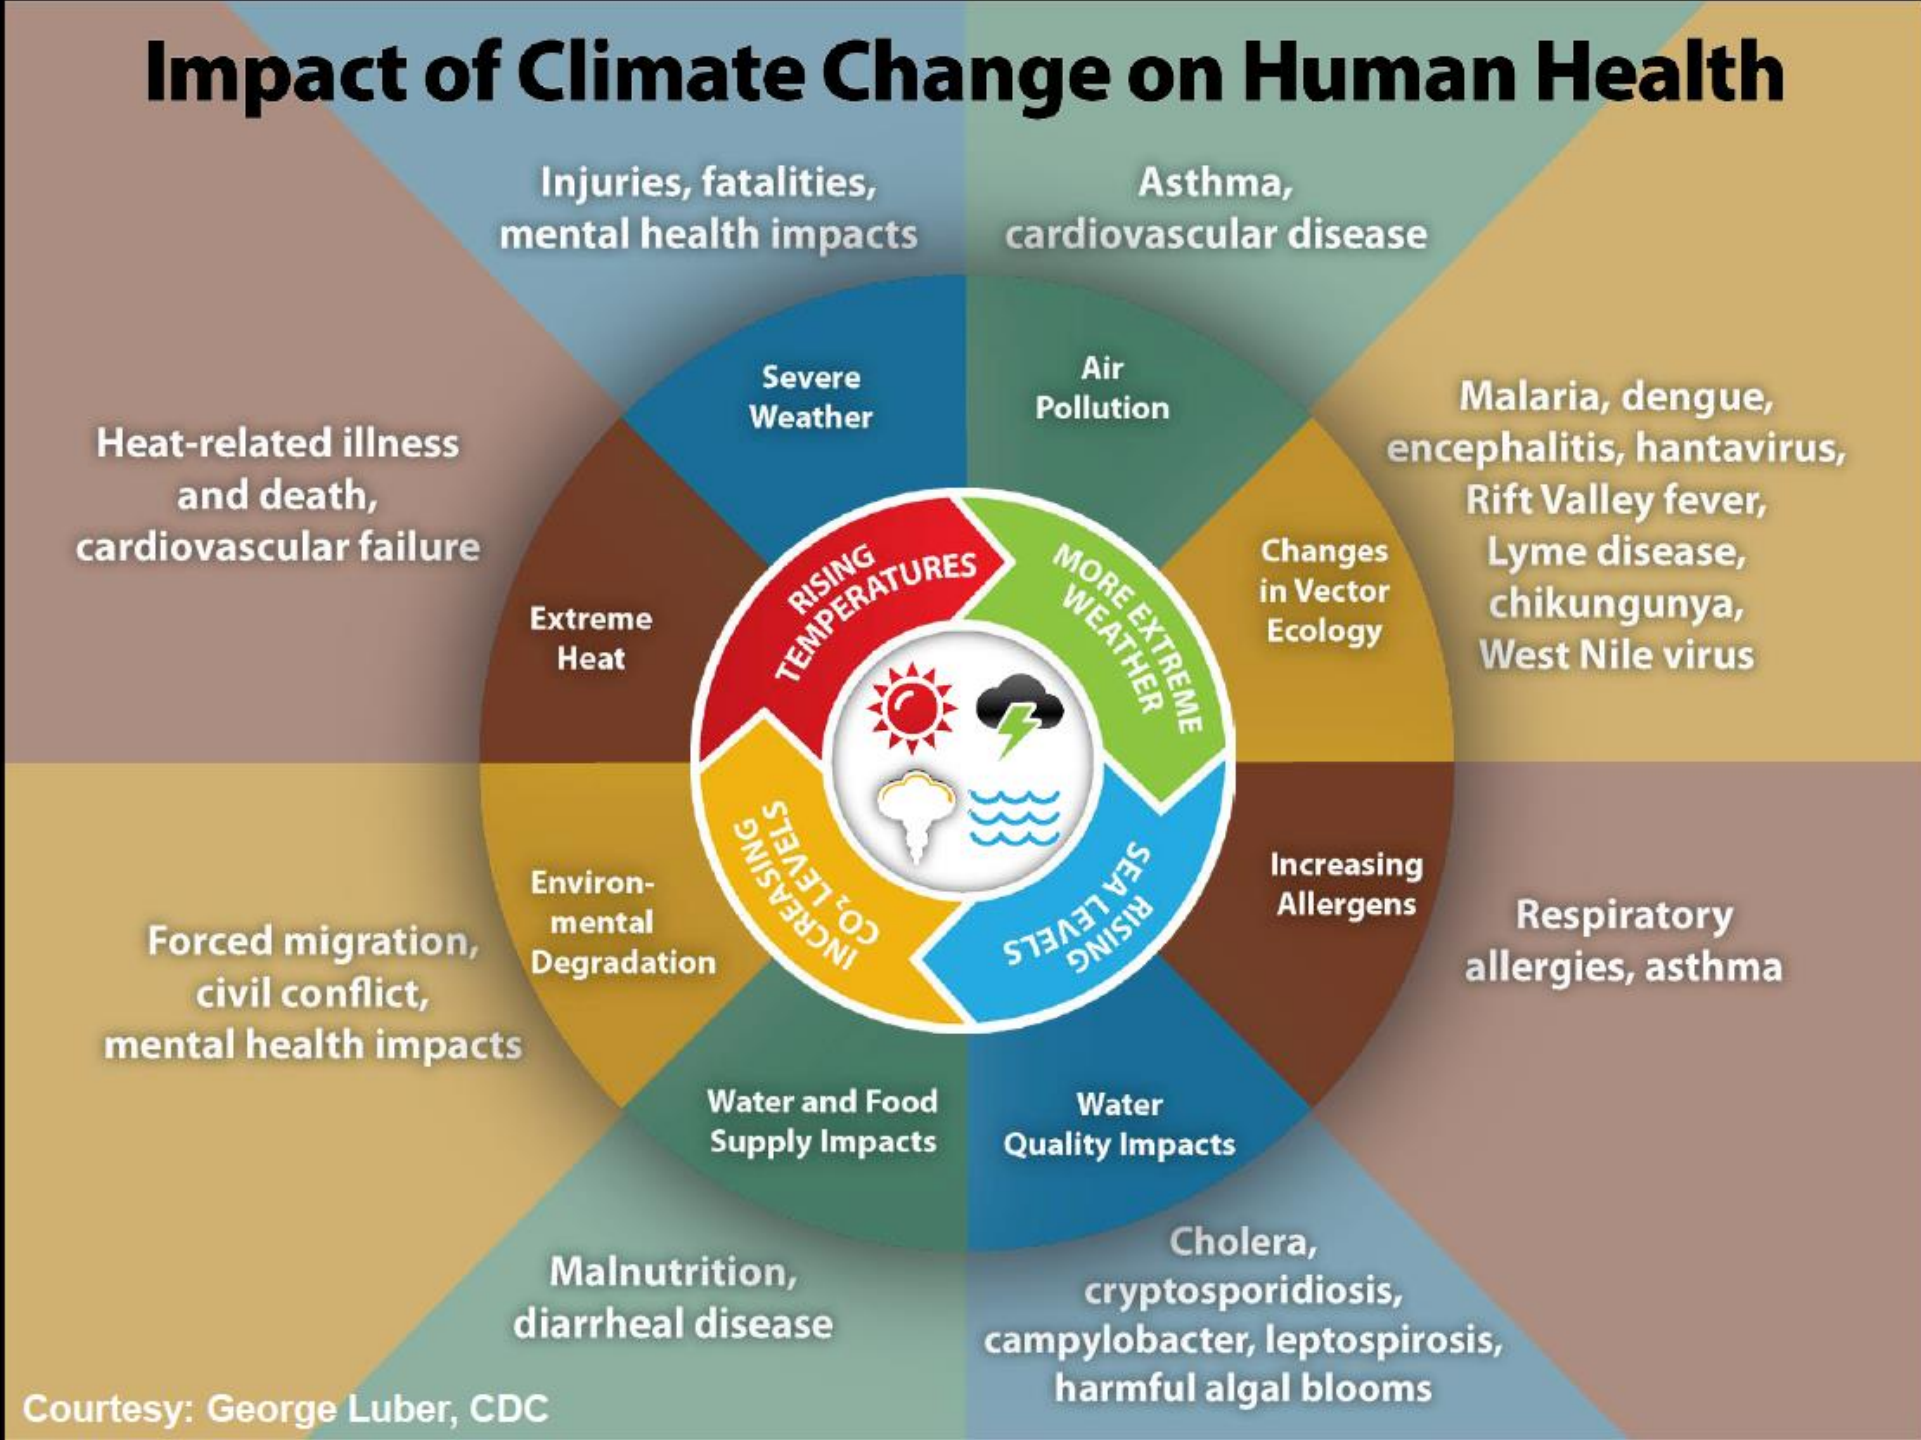 Impact of Climate Change on Human Health
Injuries, fatalities,
mental health impacts
Asthma,
cardiovascular disease
Severe
Weather
Air
Pollution
Heat-related illness
and death,
cardiovascular failure
Extreme
Heat
Changes
in Vector
Ecology
Malaria, dengue,
encephalitis, hantavirus,
Rift Valley fever,
Lyme disease,
chikungunya,
West Nile virus
RISING
TEMPERATURES
MORE EXTREME
WEATHER
INCREASING
CO₂ LEVELS
RISING
SEA LEVELS
Environ-
mental
Degradation
Forced migration,
civil conflict,
mental health impacts
Increasing
Allergens
Respiratory
allergies, asthma
Water and Food
Supply Impacts
Water
Quality Impacts
Malnutrition,
diarrheal disease
Cholera,
cryptosporidiosis,
campylobacter, leptospirosis,
harmful algal blooms
Courtesy: George Luber, CDC